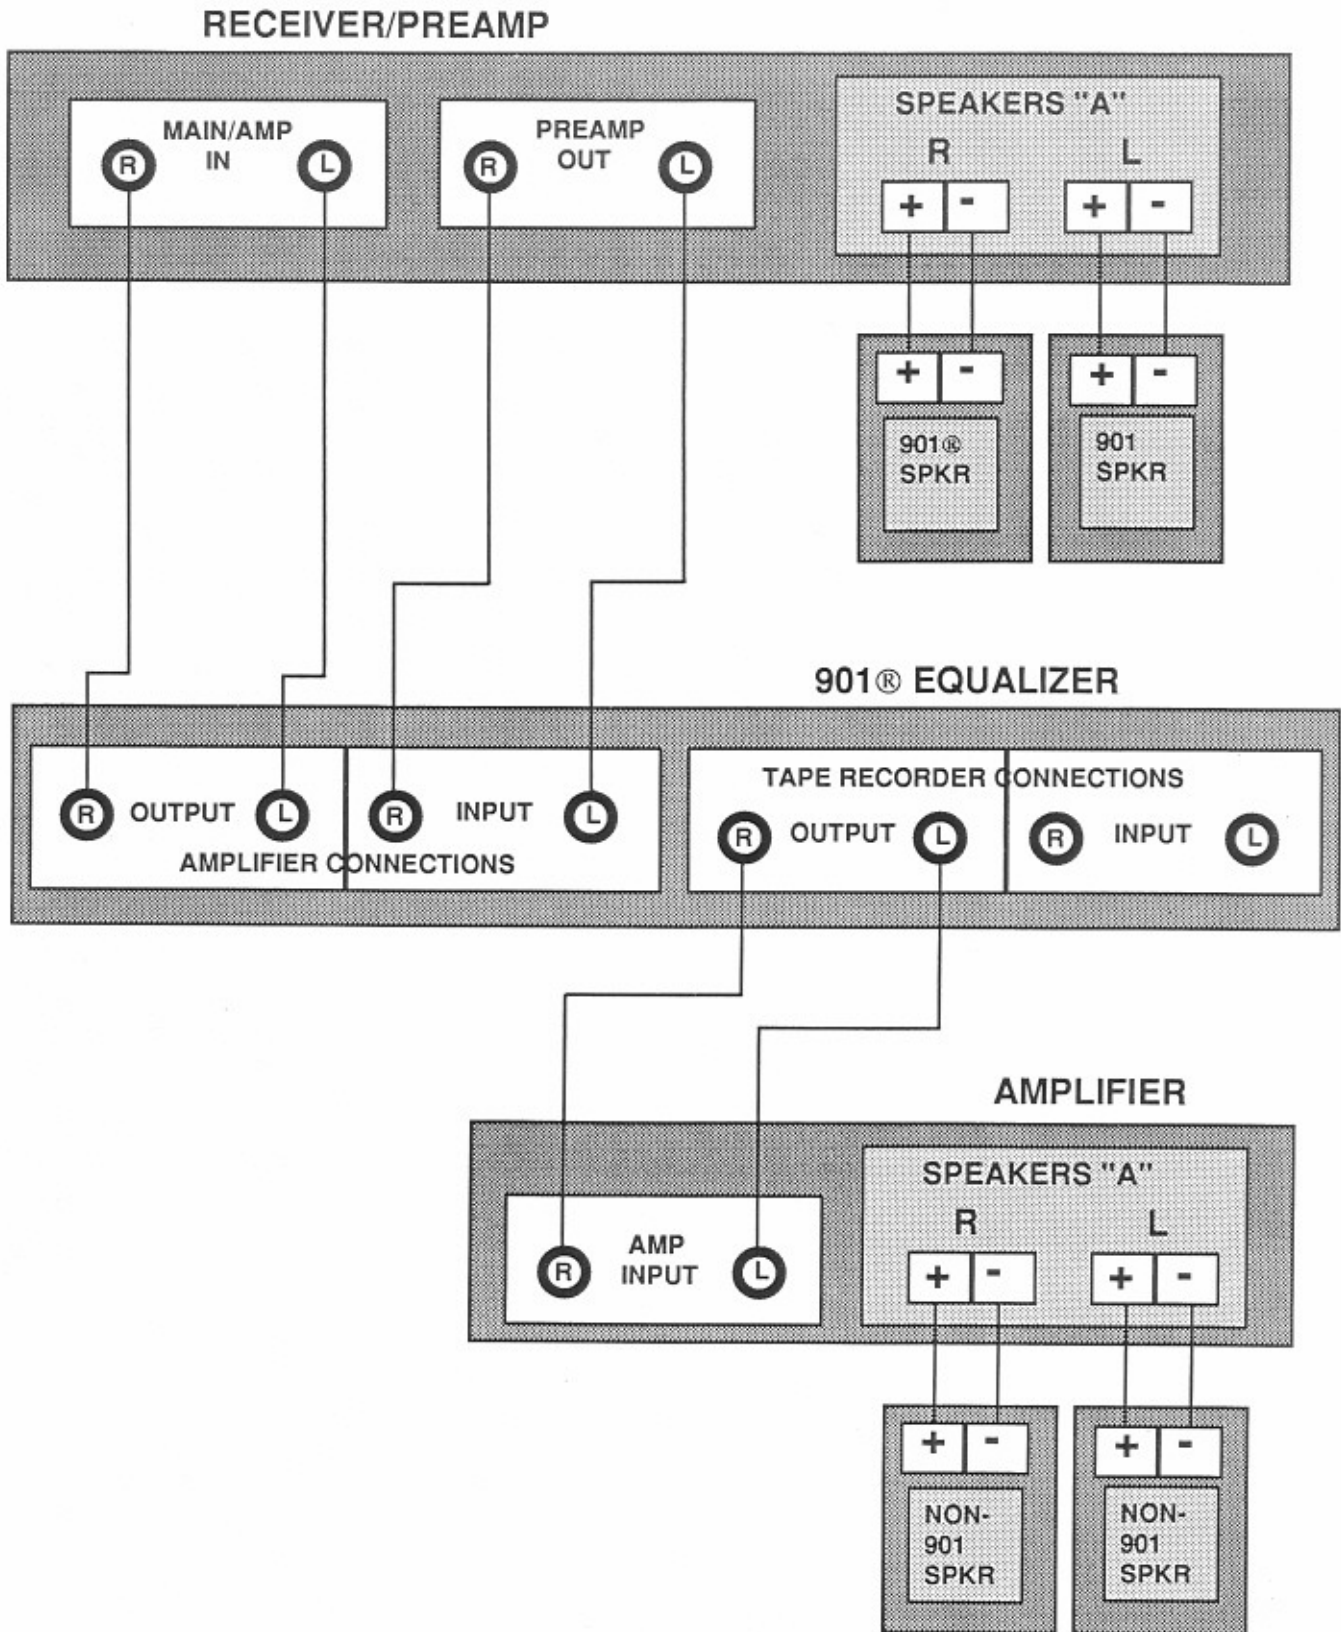 RECEIVER/PREAMP
MAIN/AMP
IN
R
L
PREAMP
OUT
R
L
SPEAKERS "A"
R
L
+ -
+ -
+ -
+ -
901®
SPKR
901
SPKR
901® EQUALIZER
R OUTPUT L
R INPUT L
AMPLIFIER CONNECTIONS
TAPE RECORDER CONNECTIONS
R OUTPUT L
R INPUT L
AMPLIFIER
AMP
INPUT
R
L
SPEAKERS "A"
R
L
+ -
+ -
+ -
+ -
NON-
901
SPKR
NON-
901
SPKR